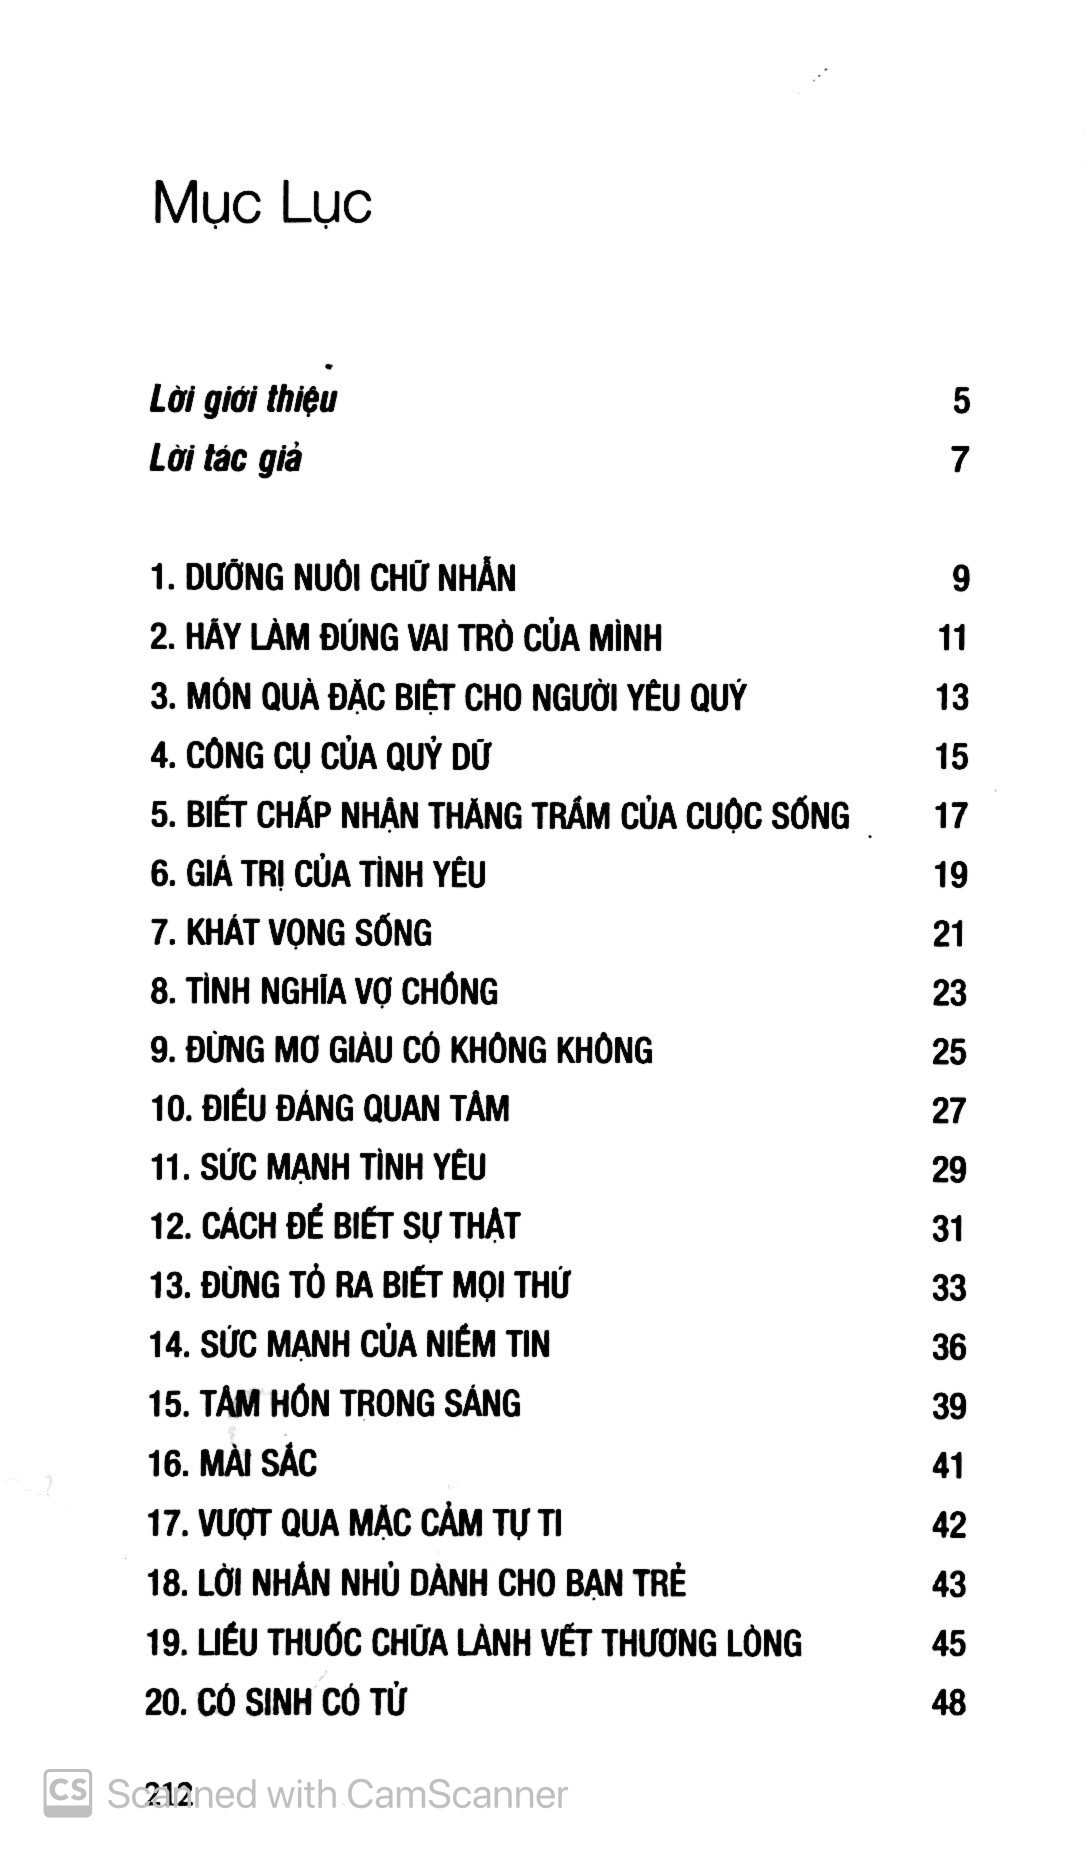 Mục Lục
Lời giới thiệu 5
Lời tác giả 7
1. DƯỠNG NUÔI CHỮ NHẪN 9
2. HÃY LÀM ĐÚNG VAI TRÒ CỦA MÌNH 11
3. MÓN QUÀ ĐẶC BIỆT CHO NGƯỜI YÊU QUÝ 13
4. CÔNG CỤ CỦA QUỶ DỮ 15
5. BIẾT CHẤP NHẬN THĂNG TRẦM CỦA CUỘC SỐNG 17
6. GIÁ TRỊ CỦA TÌNH YÊU 19
7. KHÁT VỌNG SỐNG 21
8. TÌNH NGHĨA VỢ CHỒNG 23
9. ĐỪNG MƠ GIÀU CÓ KHÔNG KHÔNG 25
10. ĐIỀU ĐÁNG QUAN TÂM 27
11. SỨC MẠNH TÌNH YÊU 29
12. CÁCH ĐỂ BIẾT SỰ THẬT 31
13. ĐỪNG TỎ RA BIẾT MỌI THỨ 33
14. SỨC MẠNH CỦA NIỀM TIN 36
15. TÂM HỒN TRONG SÁNG 39
16. MÀI SẮC 41
17. VƯỢT QUA MẶC CẢM TỰ TI 42
18. LỜI NHẮN NHỦ DÀNH CHO BẠN TRẺ 43
19. LIỀU THUỐC CHỮA LÀNH VẾT THƯƠNG LÒNG 45
20. CÓ SINH CÓ TỬ 48
212
CS Scanned with CamScanner